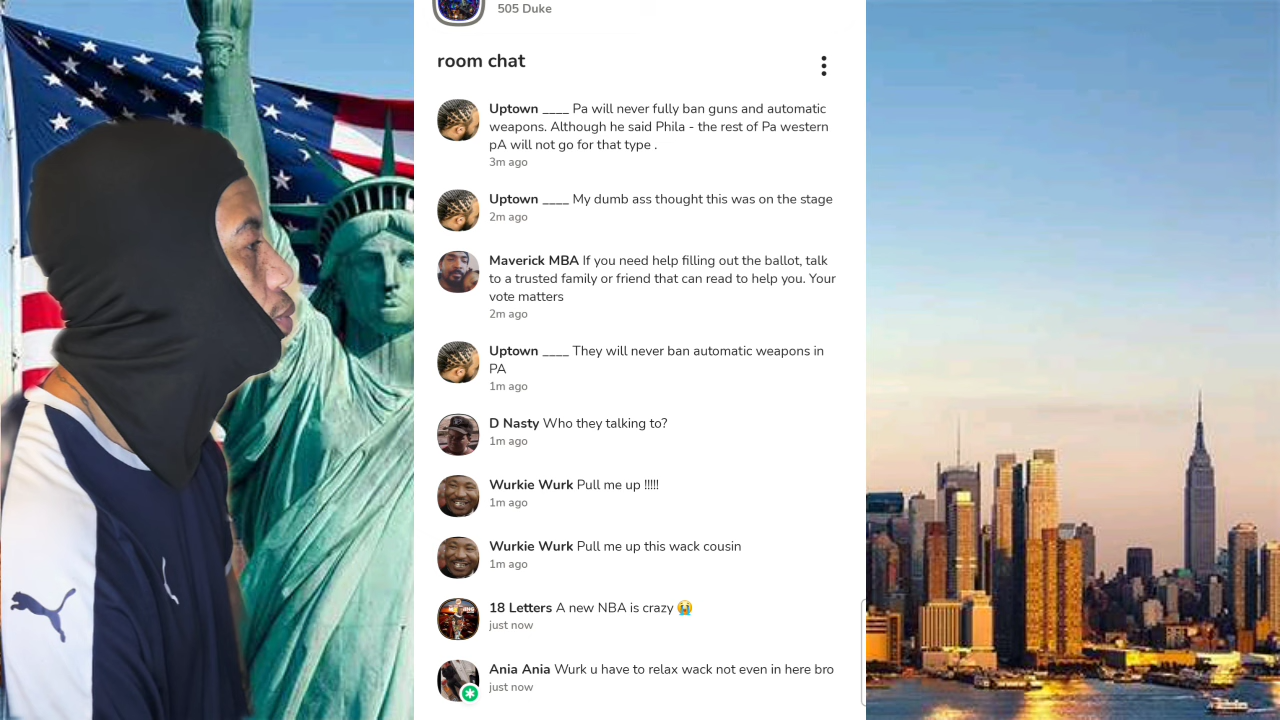 505 Duke
room chat
Uptown ____ Pa will never fully ban guns and automatic
weapons. Although he said Phila - the rest of Pa western
pA will not go for that type .
3m ago
Uptown ____ My dumb ass thought this was on the stage
2m ago
Maverick MBA If you need help filling out the ballot, talk
to a trusted family or friend that can read to help you. Your
vote matters
2m ago
Uptown ____ They will never ban automatic weapons in
PA
1m ago
D Nasty Who they talking to?
1m ago
Wurkie Wurk Pull me up !!!!!
1m ago
Wurkie Wurk Pull me up this wack cousin
1m ago
18 Letters A new NBA is crazy 😭
just now
Ania Ania Wurk u have to relax wack not even in here bro
just now